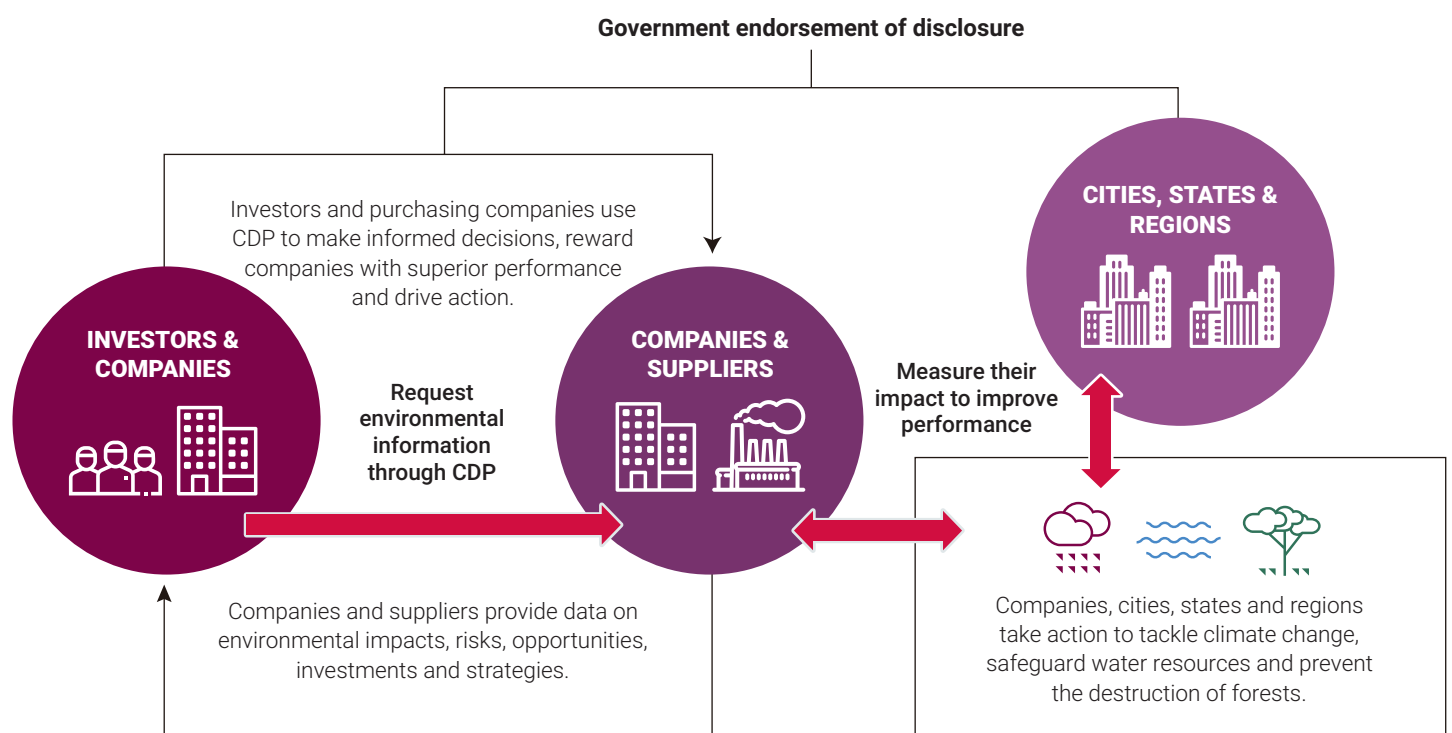 Government endorsement of disclosure
CITIES, STATES &
REGIONS
Investors and purchasing companies use
CDP to make informed decisions, reward
companies with superior performance
and drive action.
INVESTORS &
COMPANIES
Request
environmental
information
through CDP
COMPANIES &
SUPPLIERS
Measure their
impact to improve
performance
Companies and suppliers provide data on
environmental impacts, risks, opportunities,
investments and strategies.
Companies, cities, states and regions
take action to tackle climate change,
safeguard water resources and prevent
the destruction of forests.